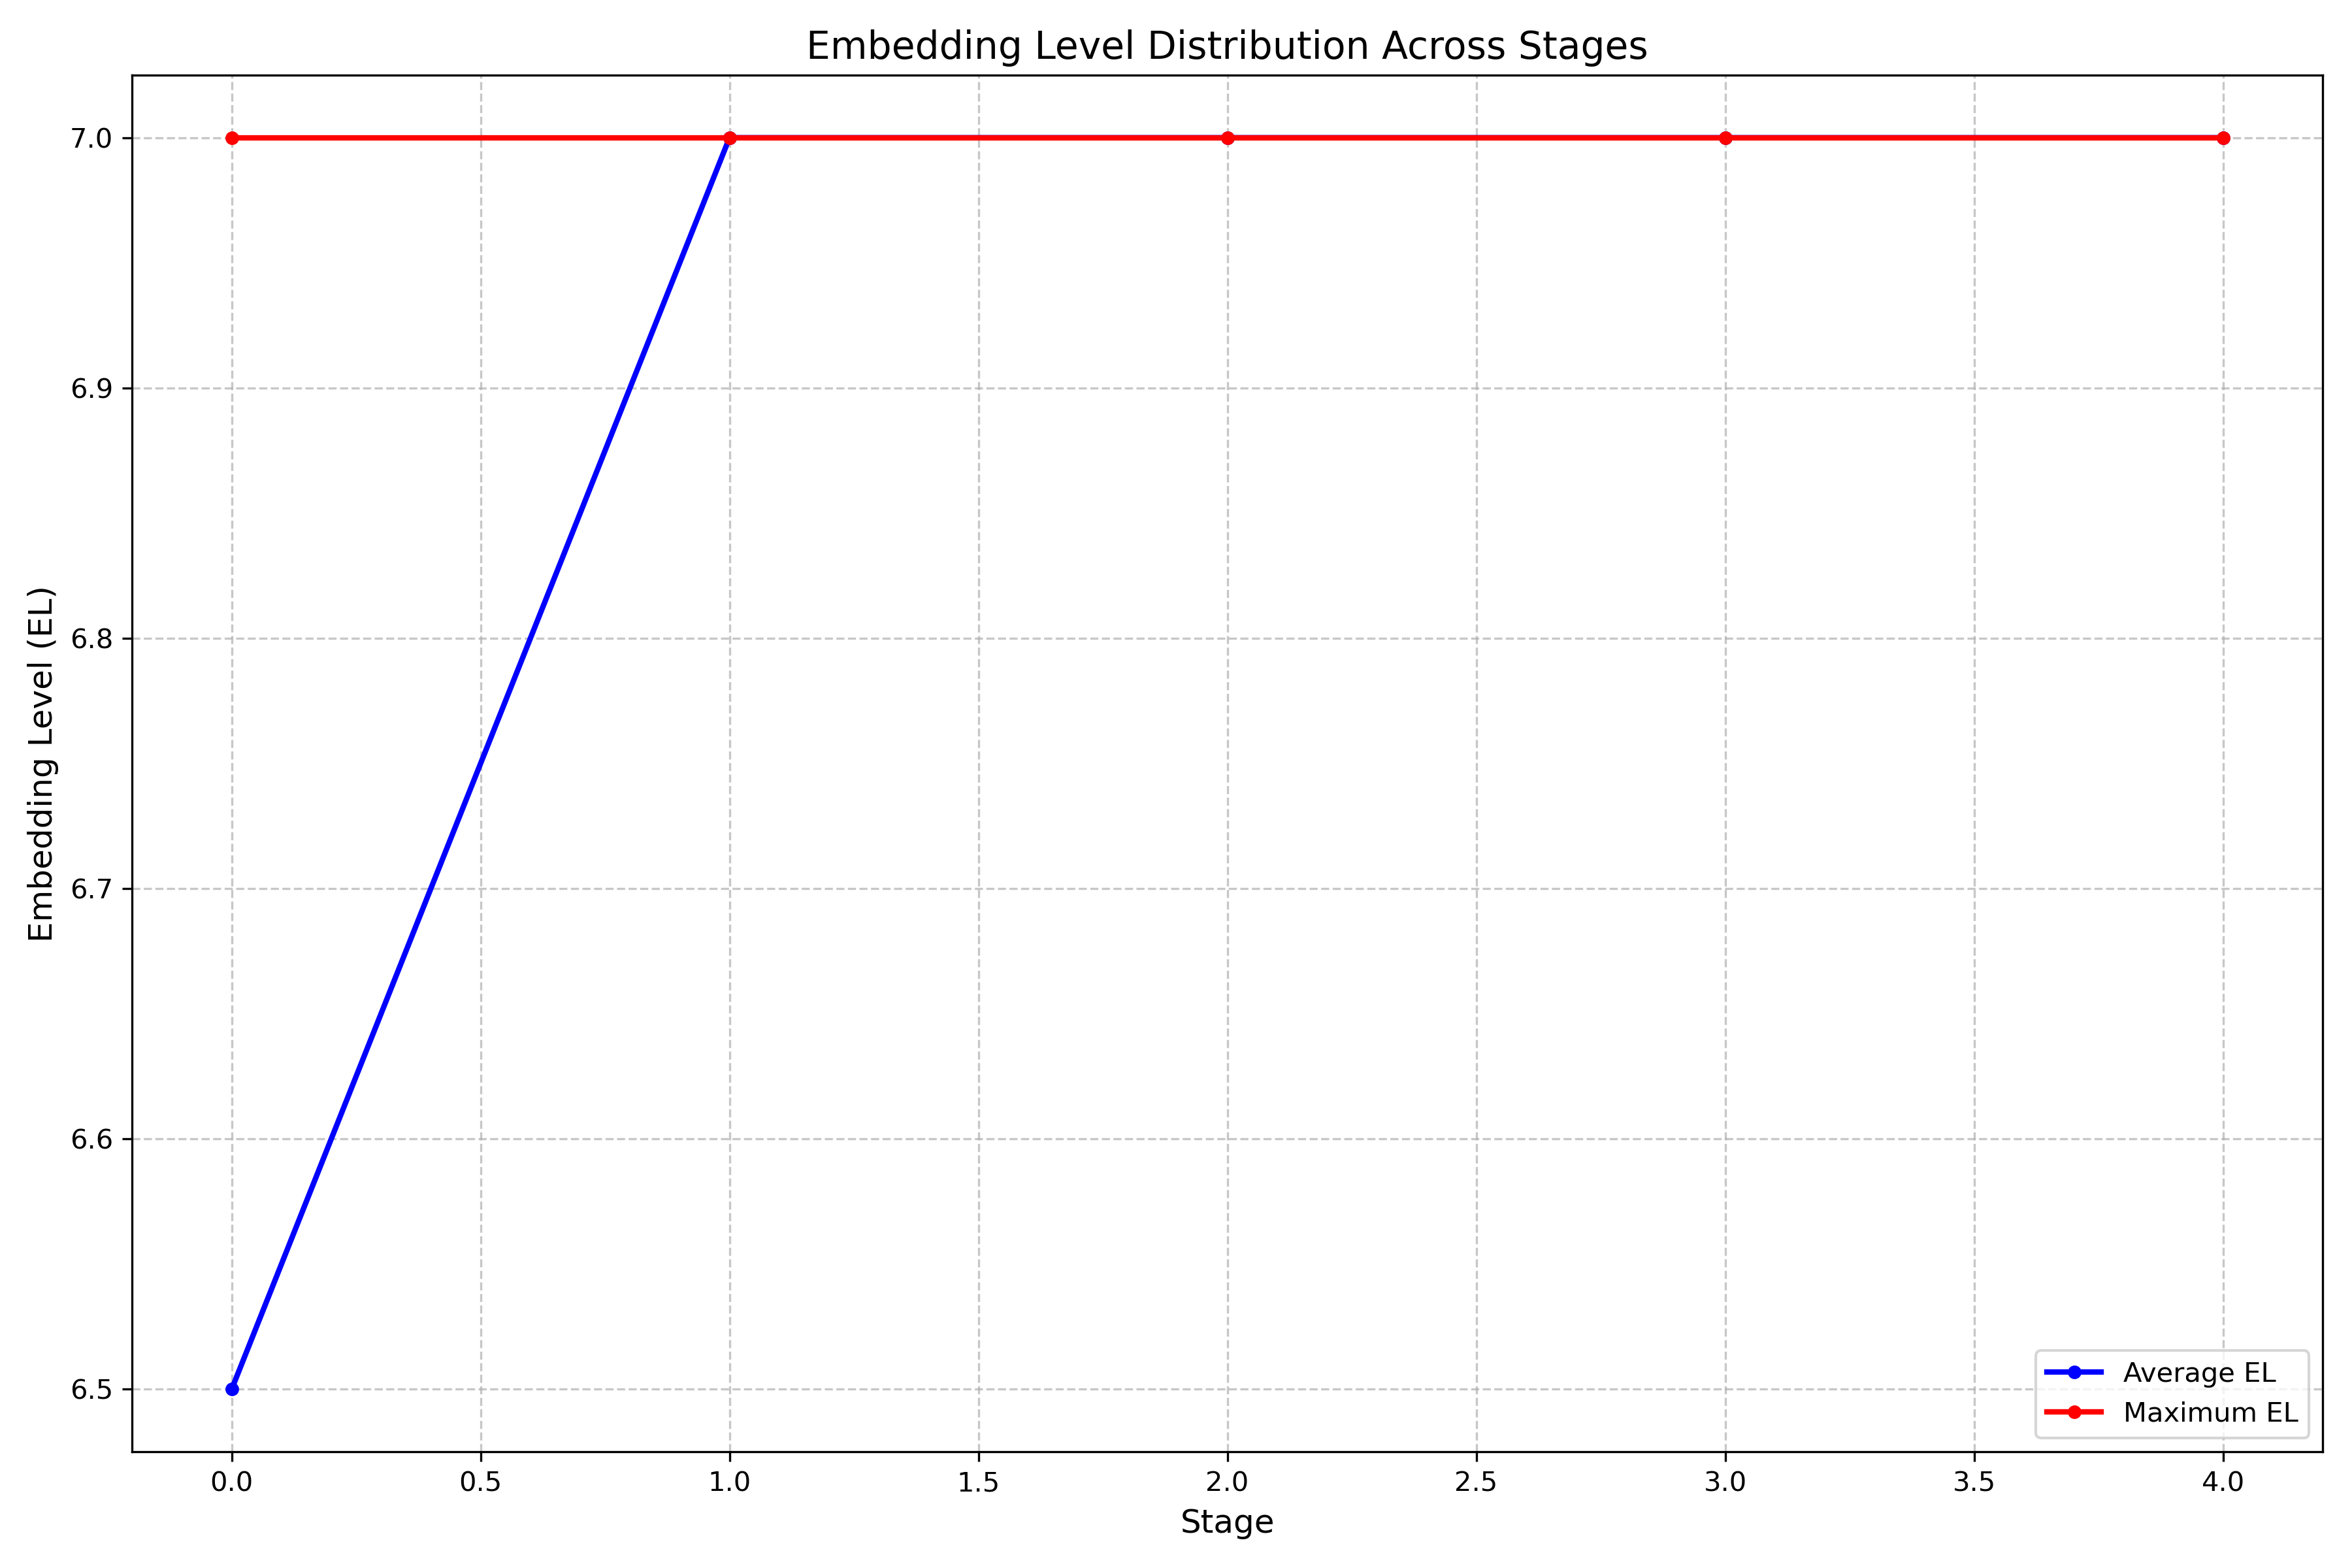 Embedding Level Distribution Across Stages
Embedding Level (EL)
7.0
6.9
6.8
6.7
6.6
6.5
0.0 0.5 1.0 1.5 2.0 2.5 3.0 3.5 4.0
Stage
Average EL
Maximum EL